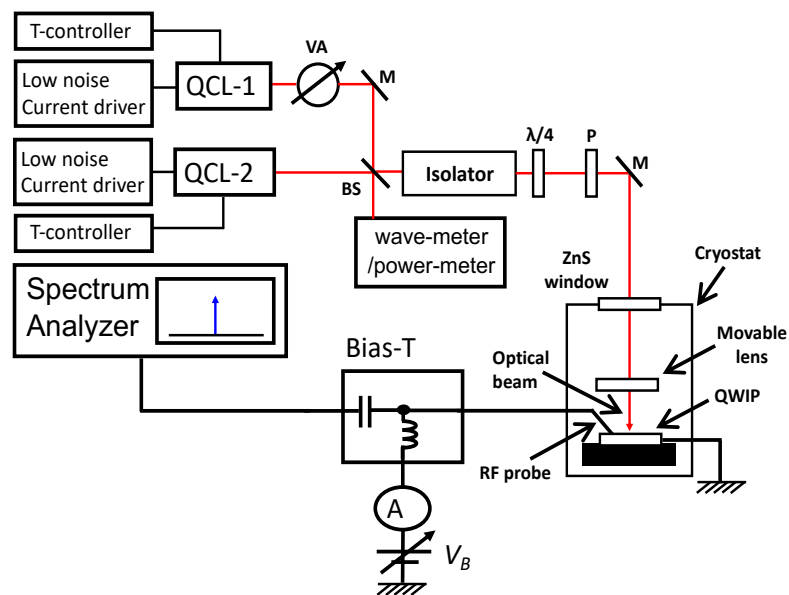 T-controller
Low noise
Current driver
QCL-1
VA
M
Low noise
Current driver
QCL-2
T-controller
BS
Isolator
λ/4
P
M
wave-meter
/power-meter
Spectrum
Analyzer
ZnS
window
Cryostat
Bias-T
Optical
beam
Movable
lens
QWIP
RF probe
A
V_B